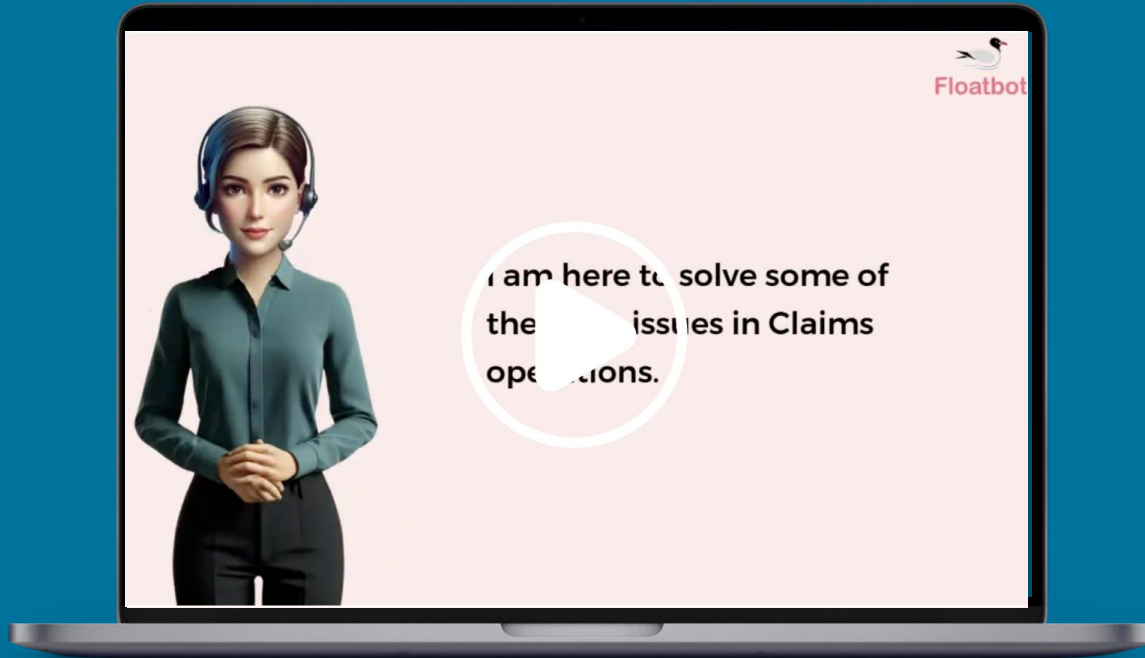 Floatbot
I am here to solve some of
the issues in Claims
operations.